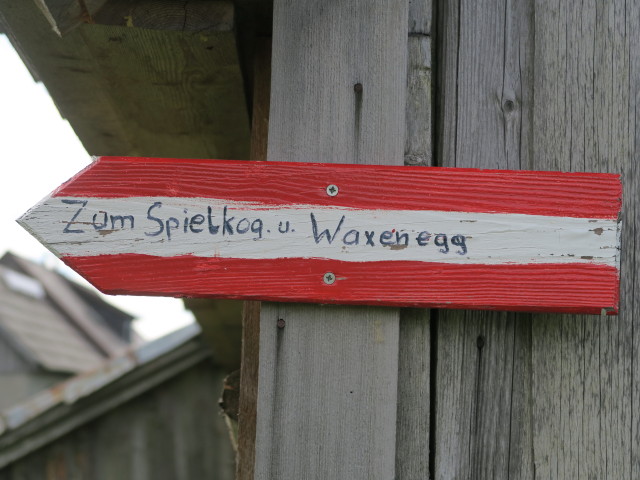 Zum Spielkog. u. Waxenegg